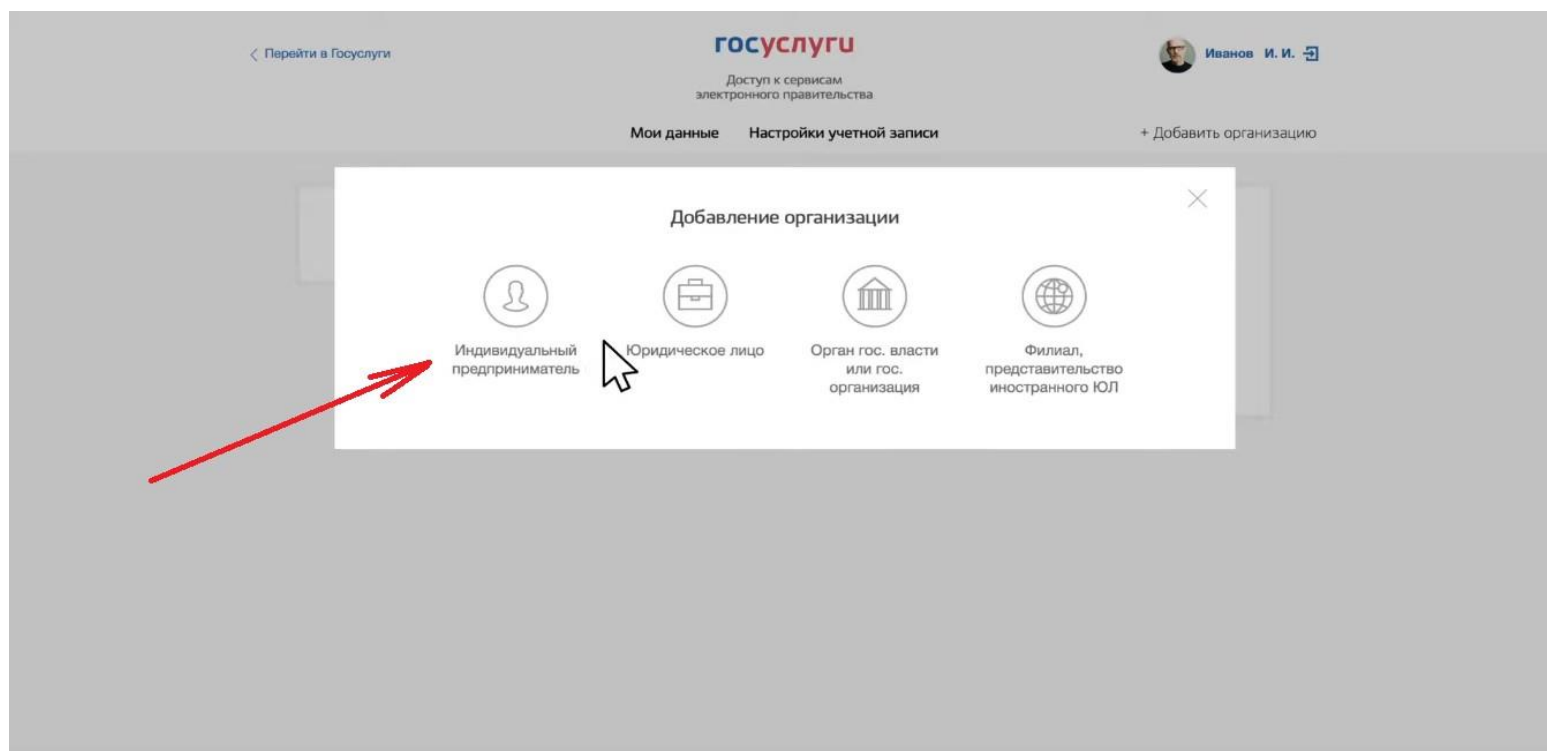 Перейти в Госуслуги
госуслуги
Иванов И. И.
Доступ к сервисам
электронного правительства
Мои данные Настройки учетной записи
+ Добавить организацию
Добавление организации
Индивидуальный
предприниматель
Юридическое лицо
Орган гос. власти
или гос.
организация
Филиал,
представительство
иностранного ЮЛ